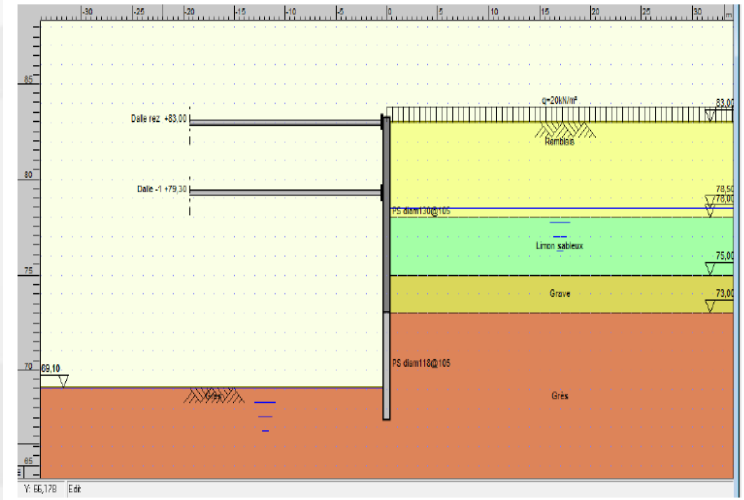 -30 -25 -20 -15 -10 -5 0 5 10 15 20 25 30 m
85
q=20kN/m²
83,00
Dalle rez +83,00
Remblais
80
Dalle -1 +79,30
78,50
78,00
PS diam130@105
Limon sableux
75
75,00
Grave
73,00
70
69,10
PS diam118@105
Grès
Grès
65
Y: 66,178 Edit